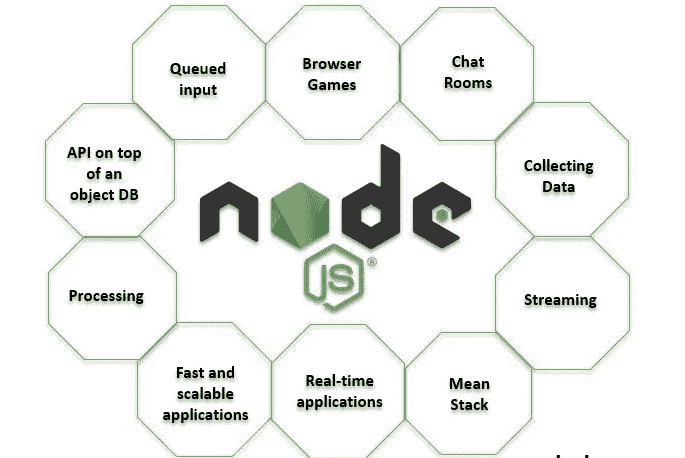 Queued
input
Browser
Games
Chat
Rooms
API on top
of an
object DB
Collecting
Data
node
JS®
Processing
Streaming
Fast and
scalable
applications
Real-time
applications
Mean
Stack